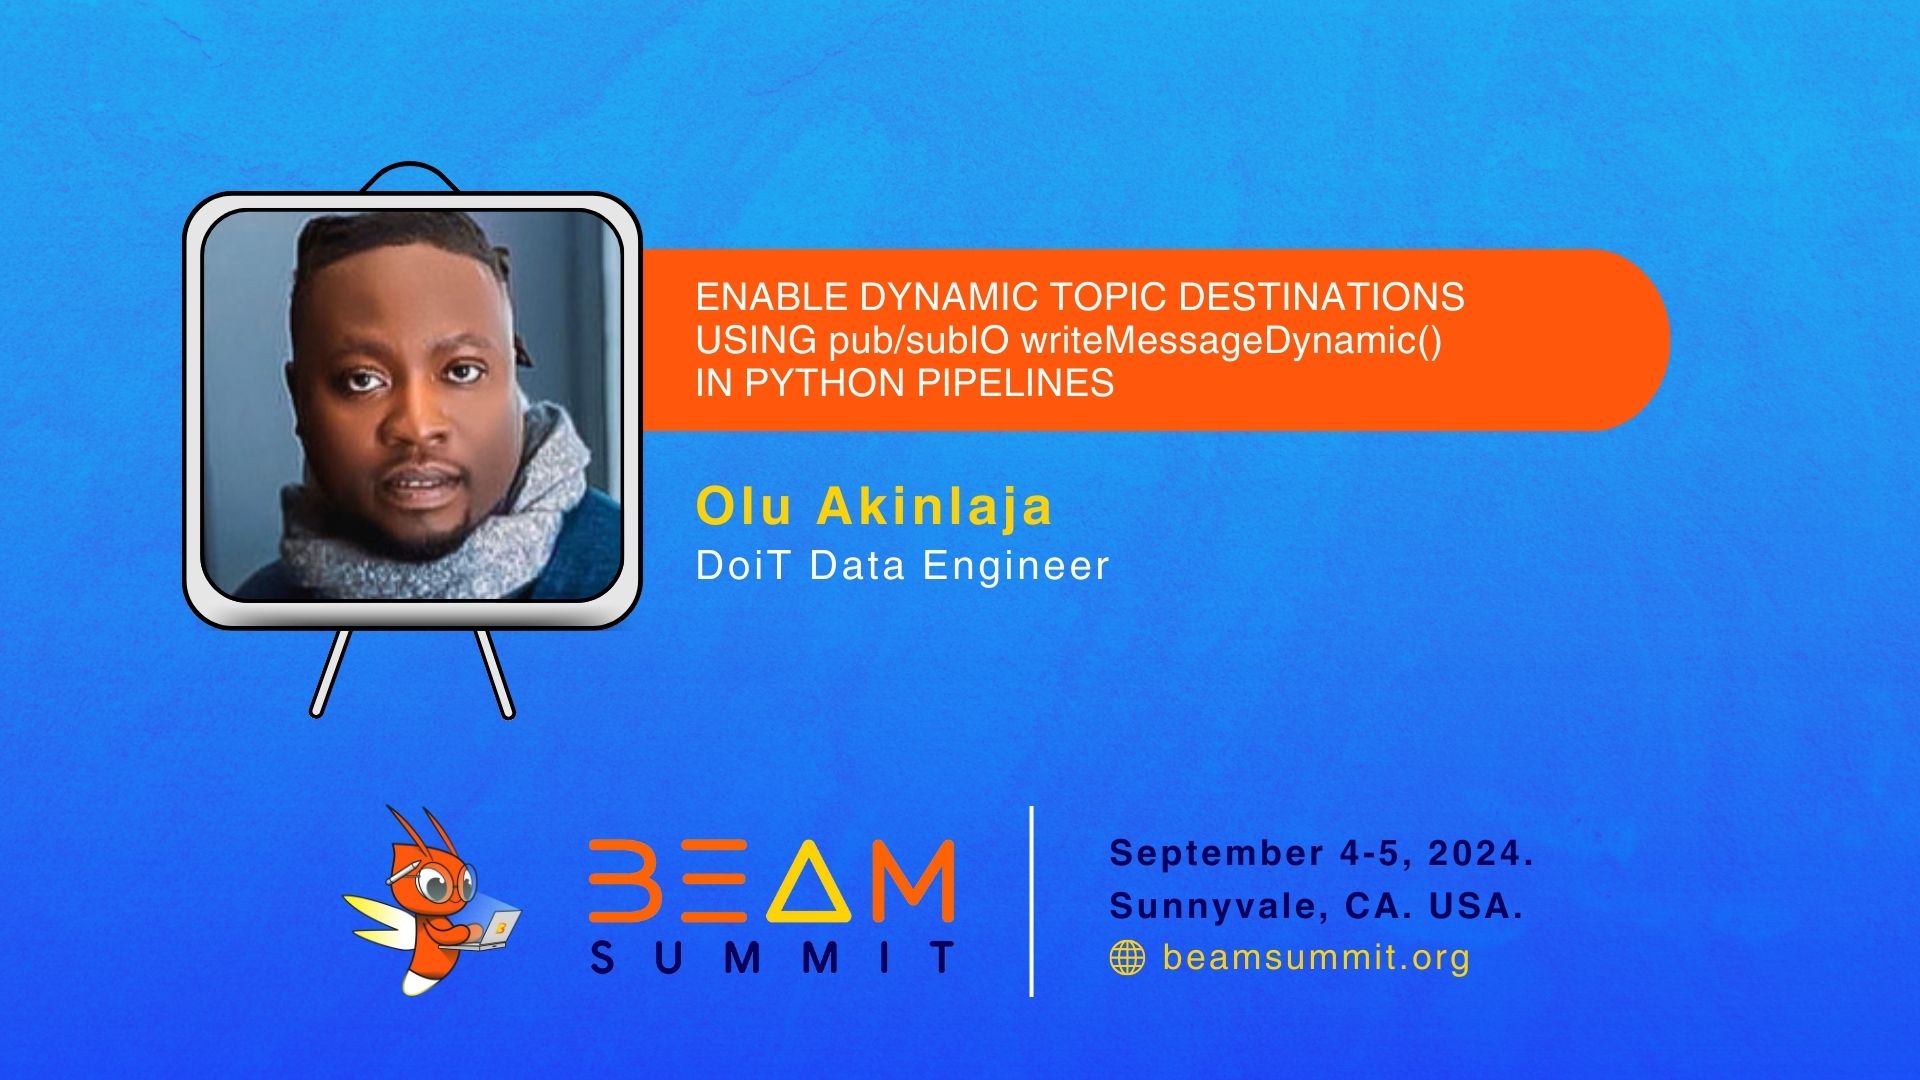 ENABLE DYNAMIC TOPIC DESTINATIONS
USING pub/subIO writeMessageDynamic()
IN PYTHON PIPELINES
Olu Akinlaja
DoiT Data Engineer
BEAM
SUMMIT
September 4-5, 2024.
Sunnyvale, CA. USA.
beamsummit.org